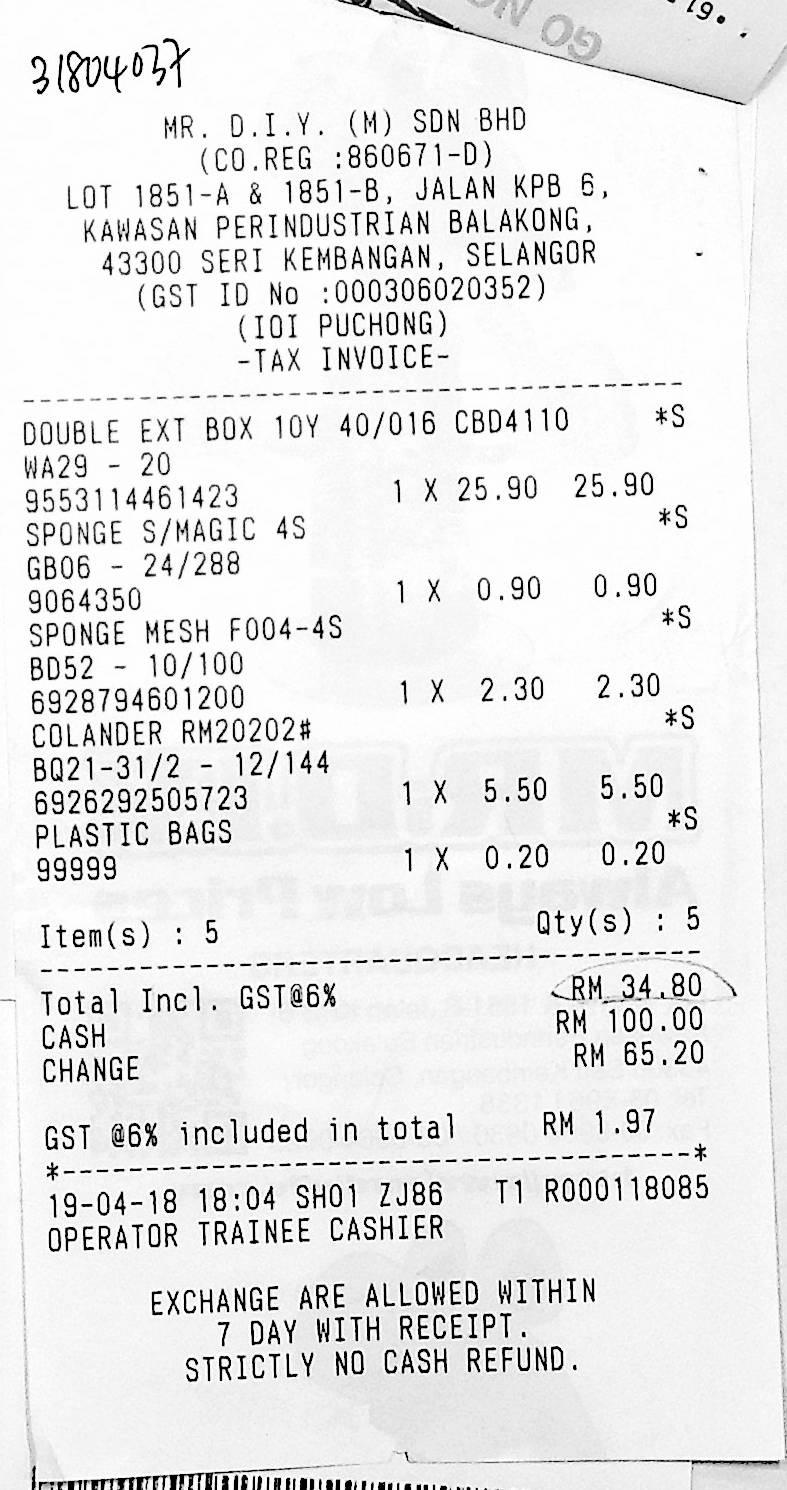 GO NO
19.
31804037
MR. D.I.Y. (M) SDN BHD
(CO.REG :860671-D)
LOT 1851-A & 1851-B, JALAN KPB 6,
KAWASAN PERINDUSTRIAN BALAKONG,
43300 SERI KEMBANGAN, SELANGOR
(GST ID No :000306020352)
(IOI PUCHONG)
-TAX INVOICE-
DOUBLE EXT BOX 10Y 40/016 CBD4110 *S
WA29 - 20
9553114461423 1 X 25.90 25.90
SPONGE S/MAGIC 4S *S
GB06 - 24/288
9064350 1 X 0.90 0.90
SPONGE MESH F004-4S *S
BD52 - 10/100
6928794601200 1 X 2.30 2.30
COLANDER RM20202# *S
BQ21-31/2 - 12/144
6926292505723 1 X 5.50 5.50
PLASTIC BAGS *S
99999 1 X 0.20 0.20
Item(s) : 5 Qty(s) : 5
Total Incl. GST@6% RM 34.80
CASH RM 100.00
CHANGE RM 65.20
GST @6% included in total RM 1.97
*--------------------------------------*
19-04-18 18:04 SH01 ZJ86 T1 R000118085
OPERATOR TRAINEE CASHIER
EXCHANGE ARE ALLOWED WITHIN
7 DAY WITH RECEIPT.
STRICTLY NO CASH REFUND.